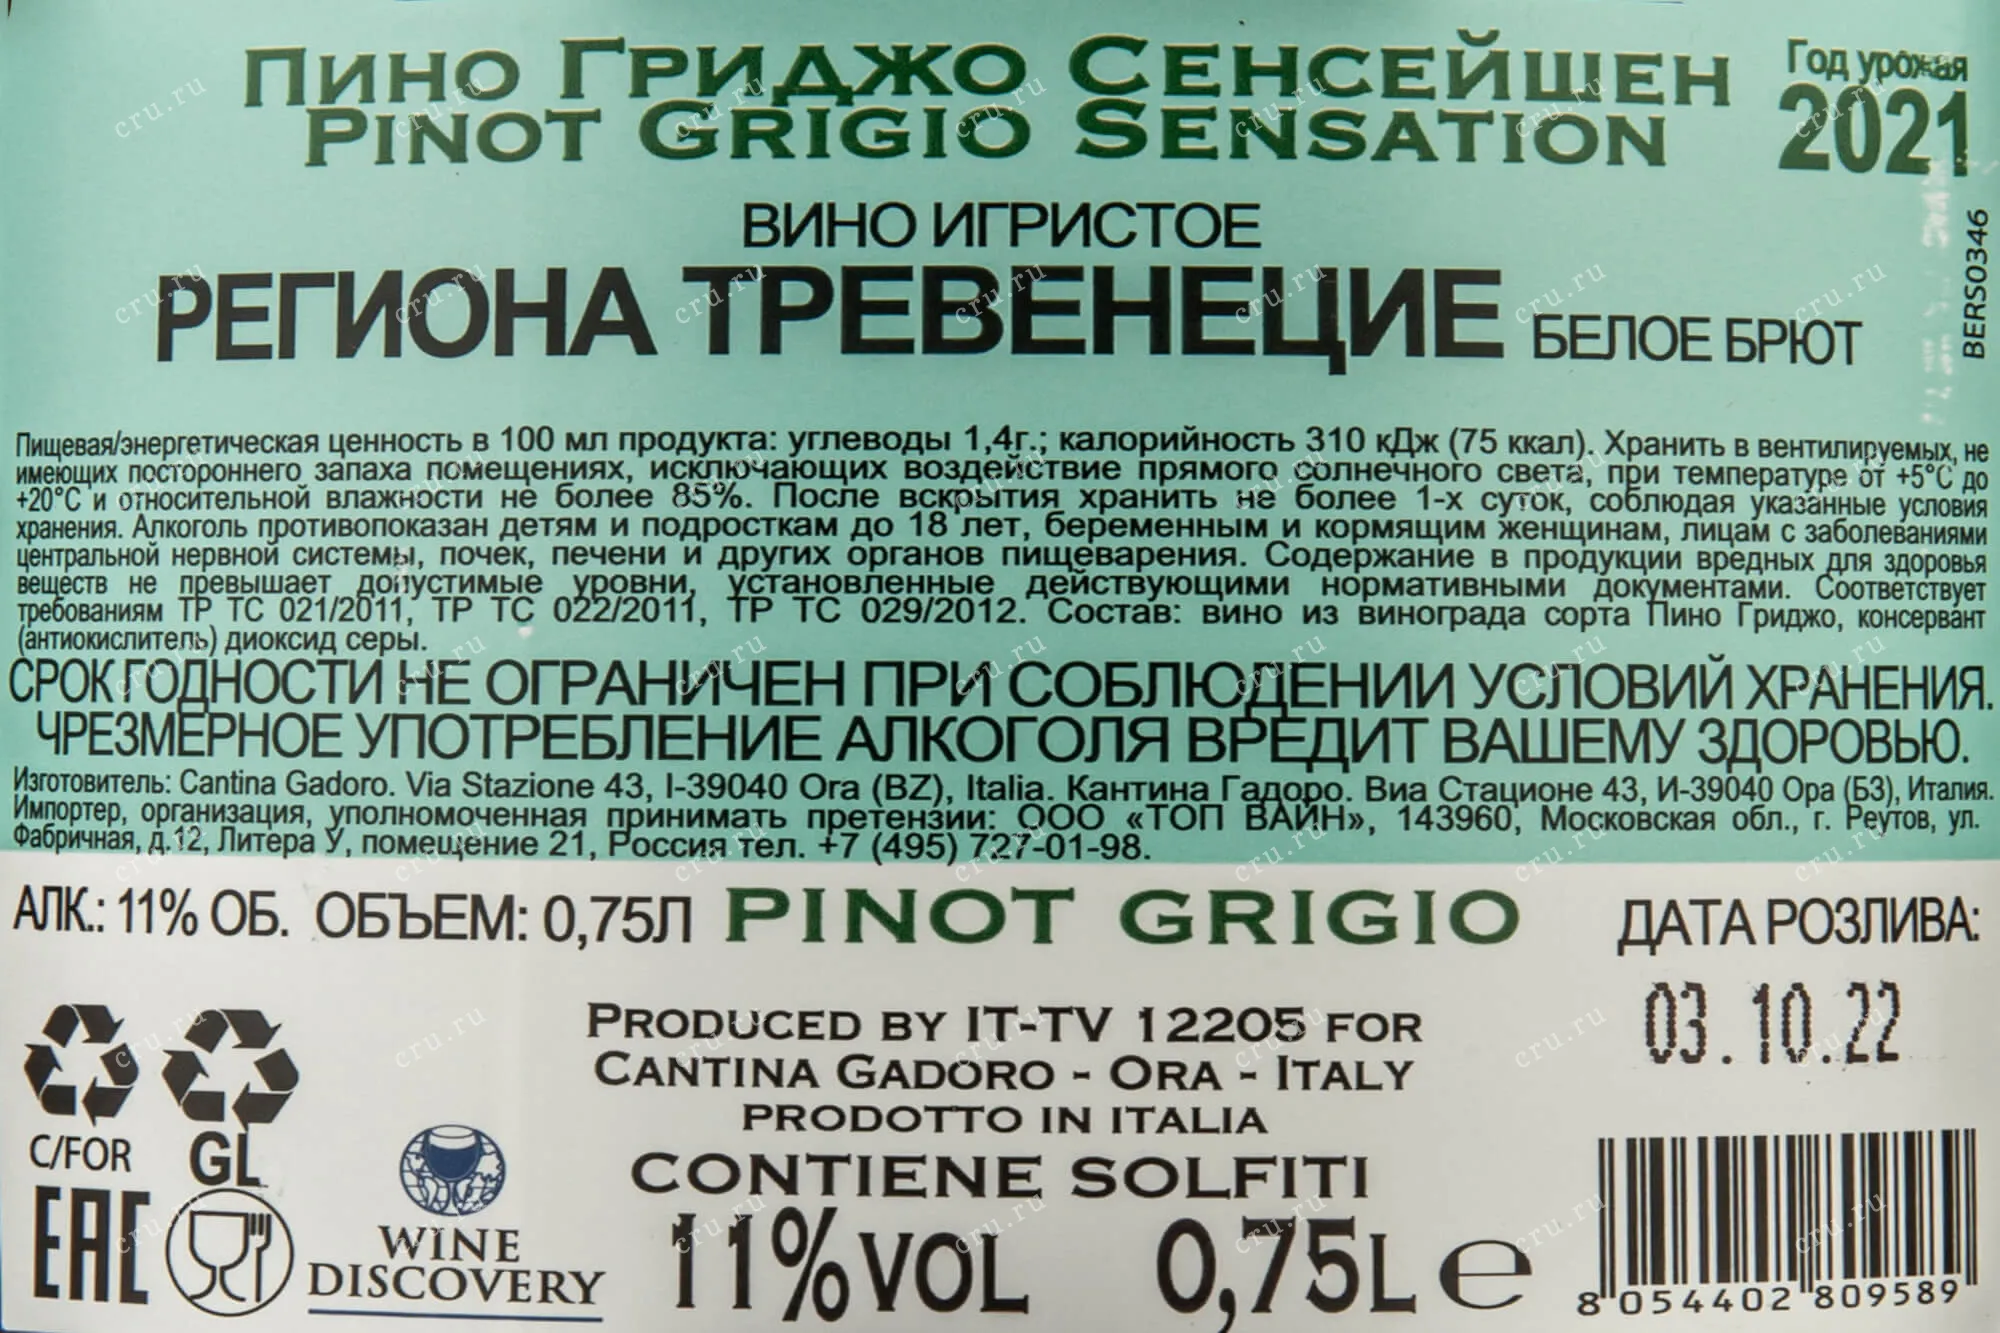 Пино Гриджо Сенсейшен
Pinot Grigio Sensation
Год урожая
2021
ВИНО ИГРИСТОЕ
РЕГИОНА ТРЕВЕНЕЦИЕ БЕЛОЕ БРЮТ
BERS0346
Пищевая/энергетическая ценность в 100 мл продукта: углеводы 1,4г.; калорийность 310 кДж (75 ккал). Хранить в вентилируемых, не
имеющих постороннего запаха помещениях, исключающих воздействие прямого солнечного света, при температуре от +5°С до
+20°С и относительной влажности не более 85%. После вскрытия хранить не более 1-х суток, соблюдая указанные условия
хранения. Алкоголь противопоказан детям и подросткам до 18 лет, беременным и кормящим женщинам, лицам с заболеваниями
центральной нервной системы, почек, печени и других органов пищеварения. Содержание в продукции вредных для здоровья
веществ не превышает допустимые уровни, установленные действующими нормативными документами. Соответствует
требованиям ТР ТС 021/2011, ТР ТС 022/2011, ТР ТС 029/2012. Состав: вино из винограда сорта Пино Гриджо, консервант
(антиокислитель) диоксид серы.
СРОК ГОДНОСТИ НЕ ОГРАНИЧЕН ПРИ СОБЛЮДЕНИИ УСЛОВИЙ ХРАНЕНИЯ.
ЧРЕЗМЕРНОЕ УПОТРЕБЛЕНИЕ АЛКОГОЛЯ ВРЕДИТ ВАШЕМУ ЗДОРОВЬЮ.
Изготовитель: Cantina Gadoro. Via Stazione 43, I-39040 Ora (BZ), Italia. Кантина Гадоро. Виа Стационе 43, И-39040 Ора (БЗ), Италия.
Импортер, организация, уполномоченная принимать претензии: ООО «ТОП ВАЙН», 143960, Московская обл., г. Реутов, ул.
Фабричная, д.12, Литера У, помещение 21, Россия тел. +7 (495) 727-01-98.
АЛК.: 11% ОБ. ОБЪЕМ: 0,75Л PINOT GRIGIO
ДАТА РОЗЛИВА:
03.10.22
Produced by IT-TV 12205 for
Cantina Gadoro - Ora - Italy
prodotto in Italia
CONTIENE SOLFITI
11%VOL 0,75L e
C/FOR
GL
EAC
WINE
DISCOVERY
8 054402 809589
cru.ru